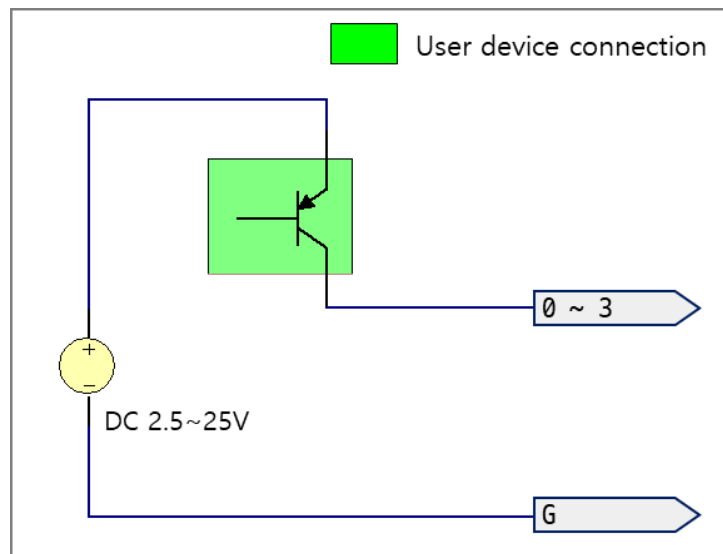 User device connection
0 ~ 3
+
−
DC 2.5~25V
G